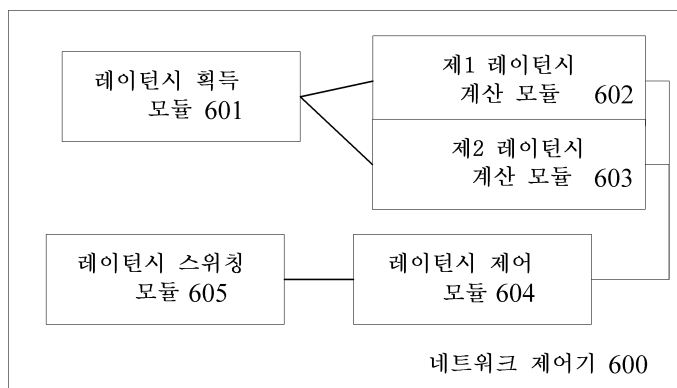 레이턴시 획득
모듈 601
제1 레이턴시
계산 모듈 602
제2 레이턴시
계산 모듈 603
레이턴시 스위칭
모듈 605
레이턴시 제어
모듈 604
네트워크 제어기 600